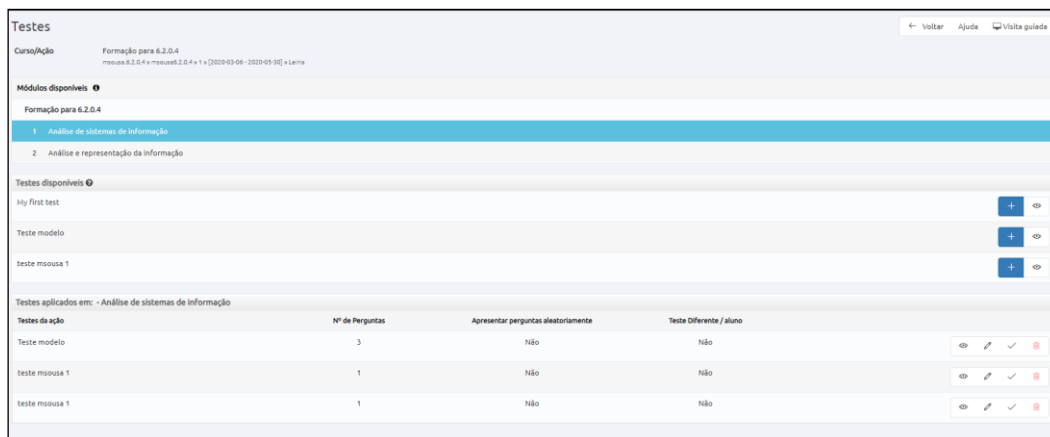 Testes
← Voltar Ajuda Visita guiada
Curso/Ação Formação para 6.2.0.4
msousa.6.2.0.4 » msousa6.2.0.4 » 1 » [2020-03-06 - 2020-05-30] » Leiria
Módulos disponíveis
Formação para 6.2.0.4
1 Análise de sistemas de informação
2 Análise e representação da informação
Testes disponíveis
My first test
Teste modelo
teste msousa 1
Testes aplicados em: - Análise de sistemas de informação
Testes da ação Nº de Perguntas Apresentar perguntas aleatoriamente Teste Diferente / aluno
Teste modelo 3 Não Não
teste msousa 1 1 Não Não
teste msousa 1 1 Não Não